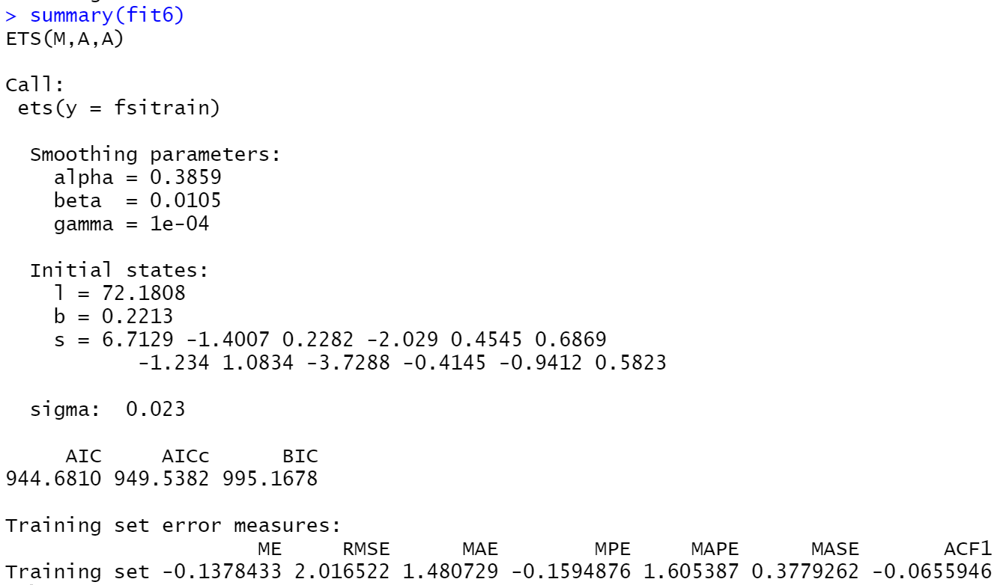 > summary(fit6)
ETS(M,A,A)
Call:
ets(y = fsitrain)
Smoothing parameters:
alpha = 0.3859
beta  = 0.0105
gamma = 1e-04
Initial states:
l = 72.1808
b = 0.2213
s = 6.7129 -1.4007 0.2282 -2.029 0.4545 0.6869
-1.234 1.0834 -3.7288 -0.4145 -0.9412 0.5823
sigma:  0.023
AIC AICc BIC
944.6810 949.5382 995.1678
Training set error measures:
ME RMSE MAE MPE MAPE MASE ACF1
Training set -0.1378433 2.016522 1.480729 -0.1594876 1.605387 0.3779262 -0.0655946